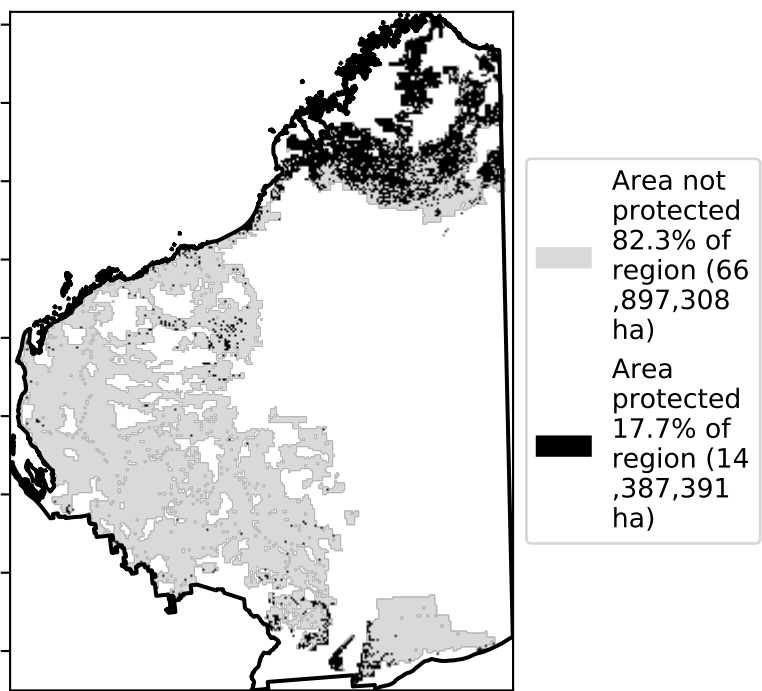 Area not
protected
82.3% of
region (66
,897,308
ha)
Area
protected
17.7% of
region (14
,387,391
ha)